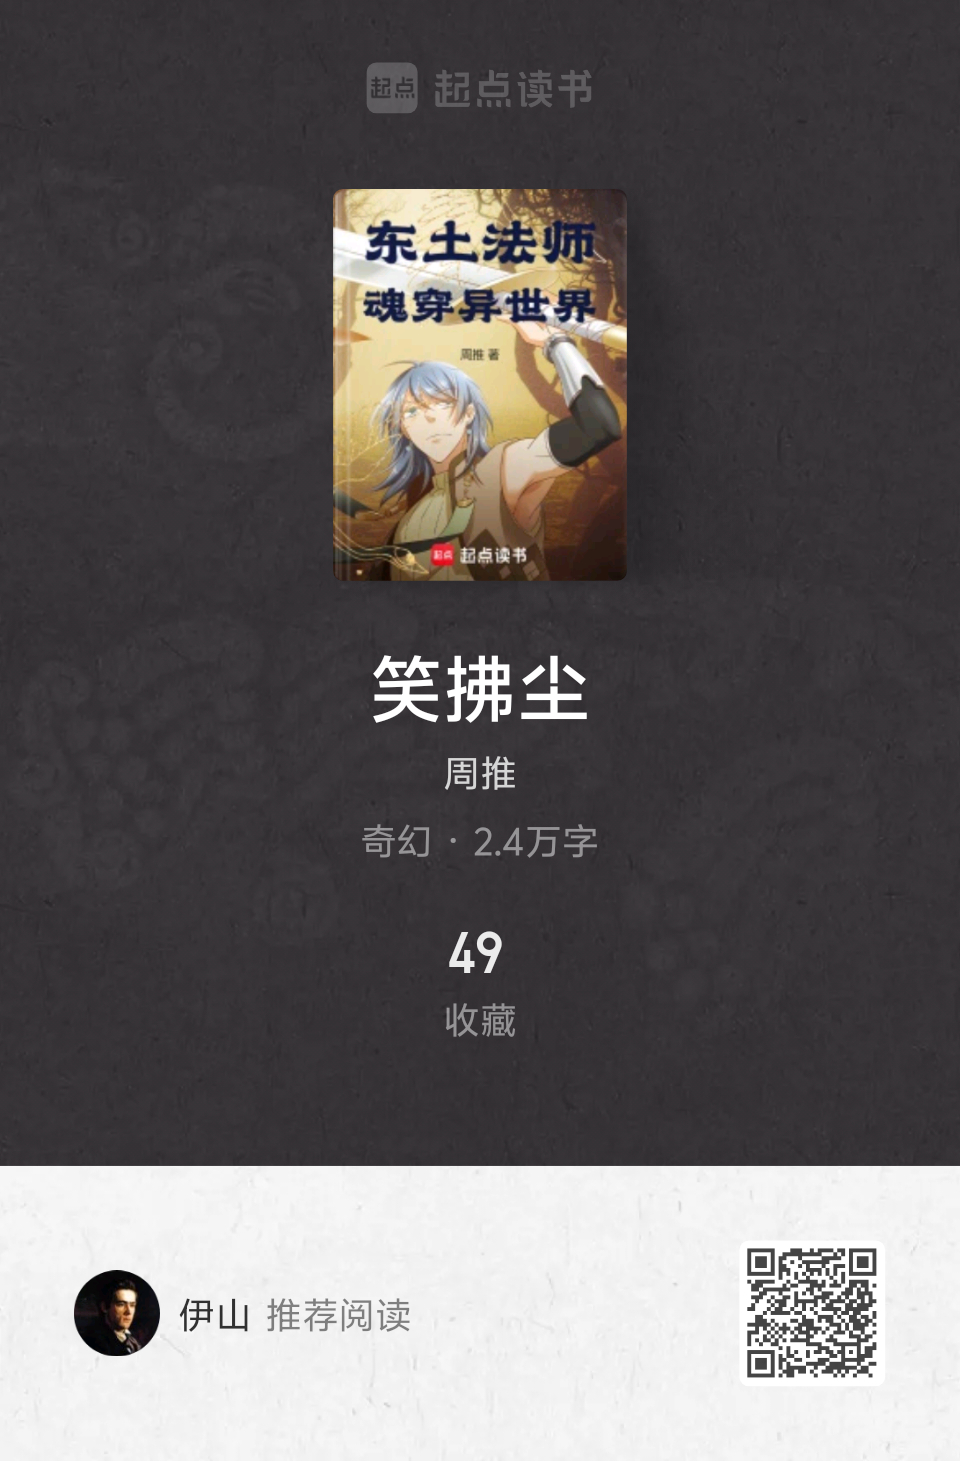 起点 起点读书
东土法师
魂穿异世界
周推 著
起点 起点读书
笑拂尘
周推
奇幻 · 2.4万字
49
收藏
伊山 推荐阅读